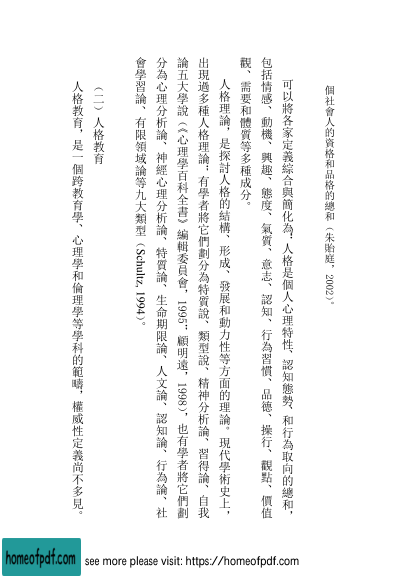 個社會人的資格和品格的總和（朱貽庭，2002）。
可以將各家定義綜合與簡化為：人格是個人心理特性、認知態勢、和行為取向的總和，
包括情感、動機、興趣、態度、氣質、意志、認知、行為習慣、品德、操行、觀點、價值
觀、需要和體質等多種成分。
人格理論，是探討人格的結構、形成、發展和動力性等方面的理論。現代學術史上，
出現過多種人格理論；有學者將它們劃分為特質說、類型說、精神分析論、習得論、自我
論五大學說（《心理學百科全書》編輯委員會，1995；顧明遠，1998），也有學者將它們劃
分為心理分析論、神經心理分析論、特質論、生命期限論、人文論、認知論、行為論、社
會學習論、有限領域論等九大類型（Schultz, 1994）。
（二）人格教育
人格教育，是一個跨教育學、心理學和倫理學等學科的範疇，權威性定義尚不多見。
homeofpdf.com
see more please visit: https://homeofpdf.com